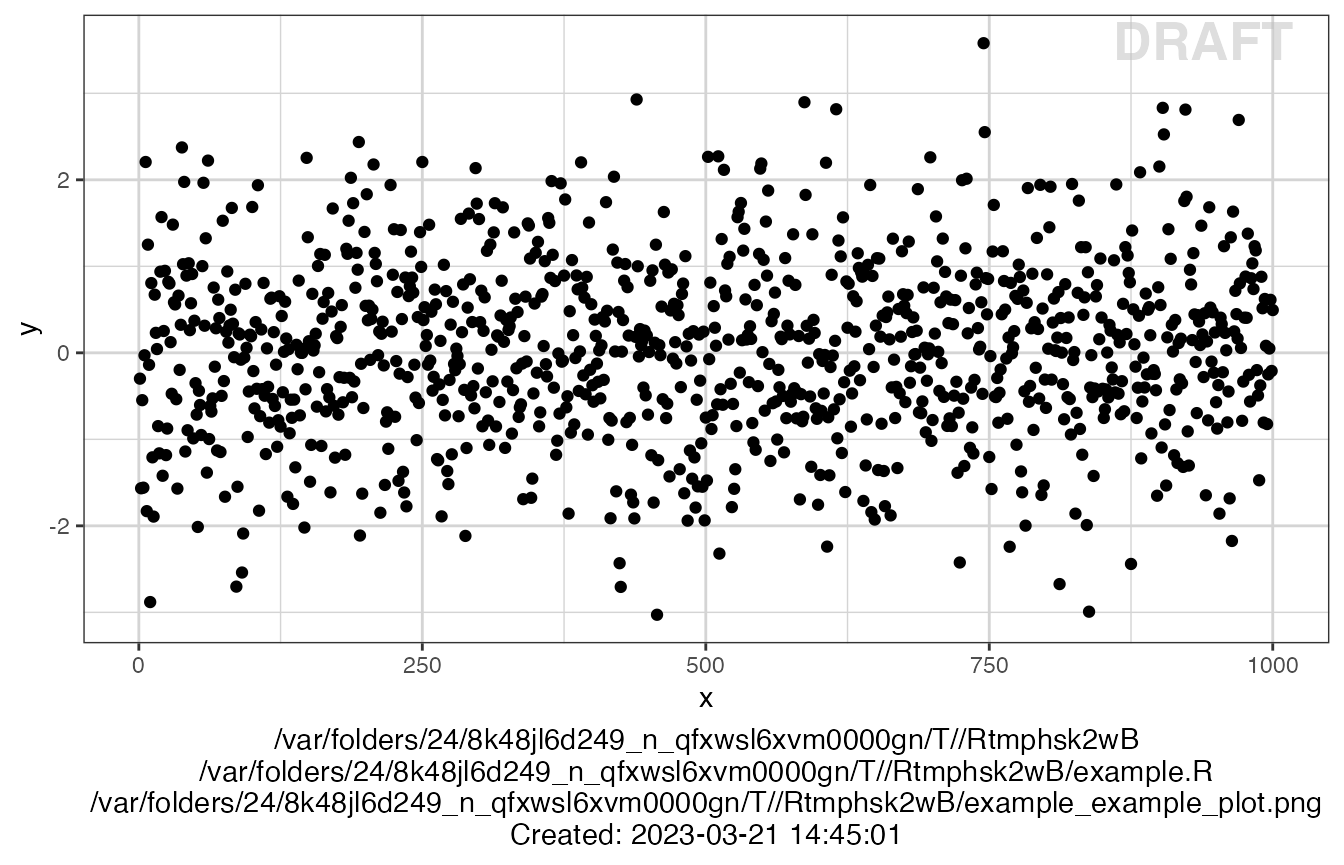 DRAFT
y
2
0
-2
0 250 500 750 1000
x
/var/folders/24/8k48jl6d249_n_qfxwsl6xvm0000gn/T//Rtmphsk2wB
/var/folders/24/8k48jl6d249_n_qfxwsl6xvm0000gn/T//Rtmphsk2wB/example.R
/var/folders/24/8k48jl6d249_n_qfxwsl6xvm0000gn/T//Rtmphsk2wB/example_example_plot.png
Created: 2023-03-21 14:45:01